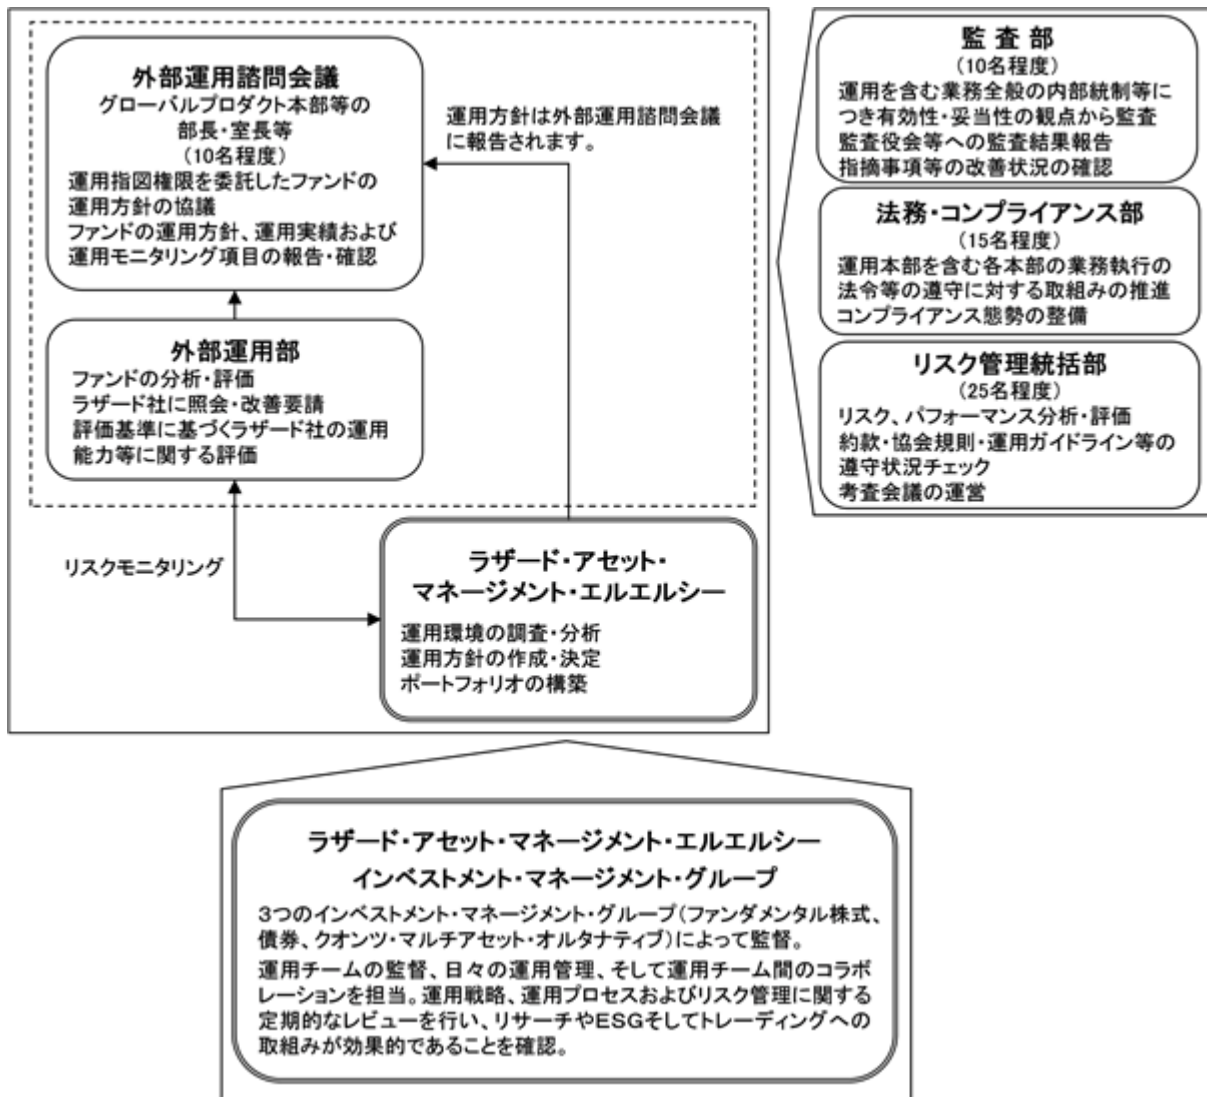 外部運用諮問会議
グローバルプロダクト本部等の
部長・室長等
（10名程度）
運用指図権限を委託したファンドの
運用方針の協議
ファンドの運用方針、運用実績および
運用モニタリング項目の報告・確認
運用方針は外部運用諮問会議
に報告されます。
外部運用部
ファンドの分析・評価
ラザード社に照会・改善要請
評価基準に基づくラザード社の運用
能力等に関する評価
リスクモニタリング
ラザード・アセット・
マネージメント・エルエルシー
運用環境の調査・分析
運用方針の作成・決定
ポートフォリオの構築
監 査 部
（10名程度）
運用を含む業務全般の内部統制等に
つき有効性・妥当性の観点から監査
監査役会等への監査結果報告
指摘事項等の改善状況の確認
法務・コンプライアンス部
（15名程度）
運用本部を含む各本部の業務執行の
法令等の遵守に対する取組みの推進
コンプライアンス態勢の整備
リスク管理統括部
（25名程度）
リスク、パフォーマンス分析・評価
約款・協会規則・運用ガイドライン等の
遵守状況チェック
考査会議の運営
ラザード・アセット・マネージメント・エルエルシー
インベストメント・マネージメント・グループ
３つのインベストメント・マネージメント・グループ（ファンダメンタル株式、
債券、クオンツ・マルチアセット・オルタナティブ）によって監督。
運用チームの監督、日々の運用管理、そして運用チーム間のコラボ
レーションを担当。運用戦略、運用プロセスおよびリスク管理に関する
定期的なレビューを行い、リサーチやＥＳＧそしてトレーディングへの
取組みが効果的であることを確認。